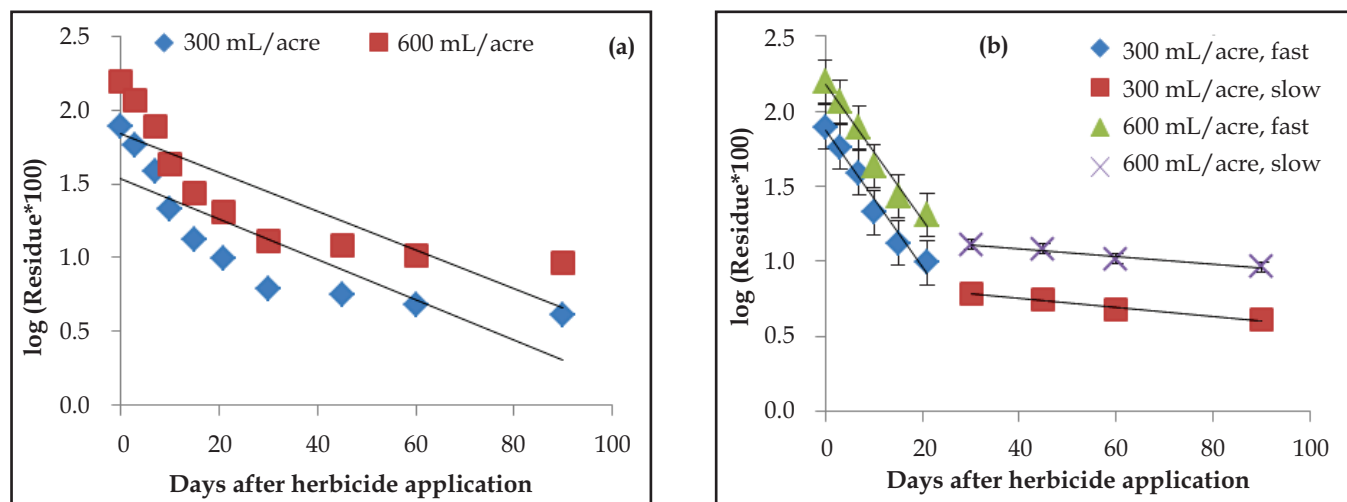 300 mL/acre 600 mL/acre (a)
log (Residue*100)
2.5
2.0
1.5
1.0
0.5
0.0
0 20 40 60 80 100
Days after herbicide application
(b)
300 mL/acre, fast
300 mL/acre, slow
600 mL/acre, fast
600 mL/acre, slow
log (Residue*100)
2.5
2.0
1.5
1.0
0.5
0.0
0 20 40 60 80 100
Days after herbicide application